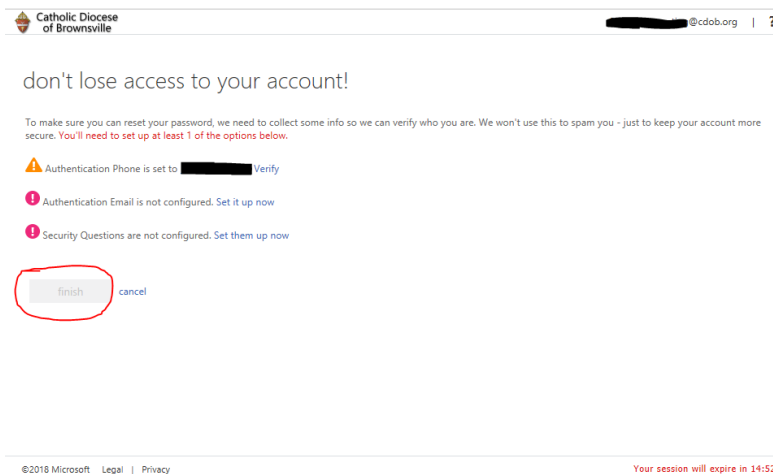 Catholic Diocese
of Brownsville
@cdob.org | ?
don't lose access to your account!
To make sure you can reset your password, we need to collect some info so we can verify who you are. We won't use this to spam you - just to keep your account more
secure. You'll need to set up at least 1 of the options below.
Authentication Phone is set to Verify
! Authentication Email is not configured. Set it up now
! Security Questions are not configured. Set them up now
finish cancel
©2018 Microsoft Legal | Privacy
Your session will expire in 14:52